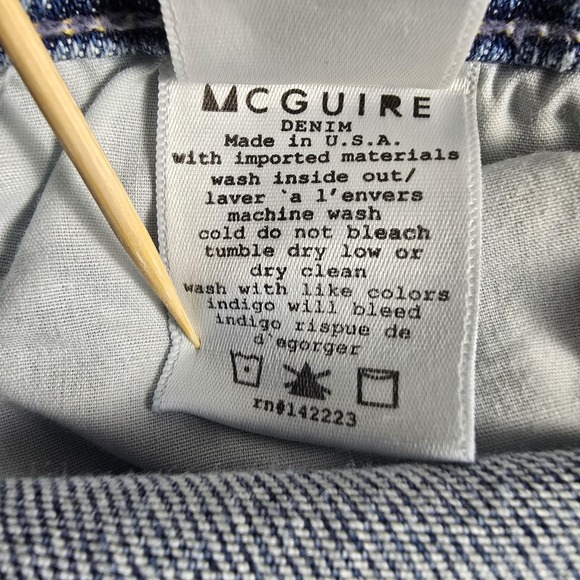 MCGUIRE
DENIM
Made in U.S.A.
with imported materials
wash inside out/
laver `a l'envers
machine wash
cold do not bleach
tumble dry low or
dry clean
wash with like colors
indigo will bleed
indigo rispue de
d`egorger
rn#142223